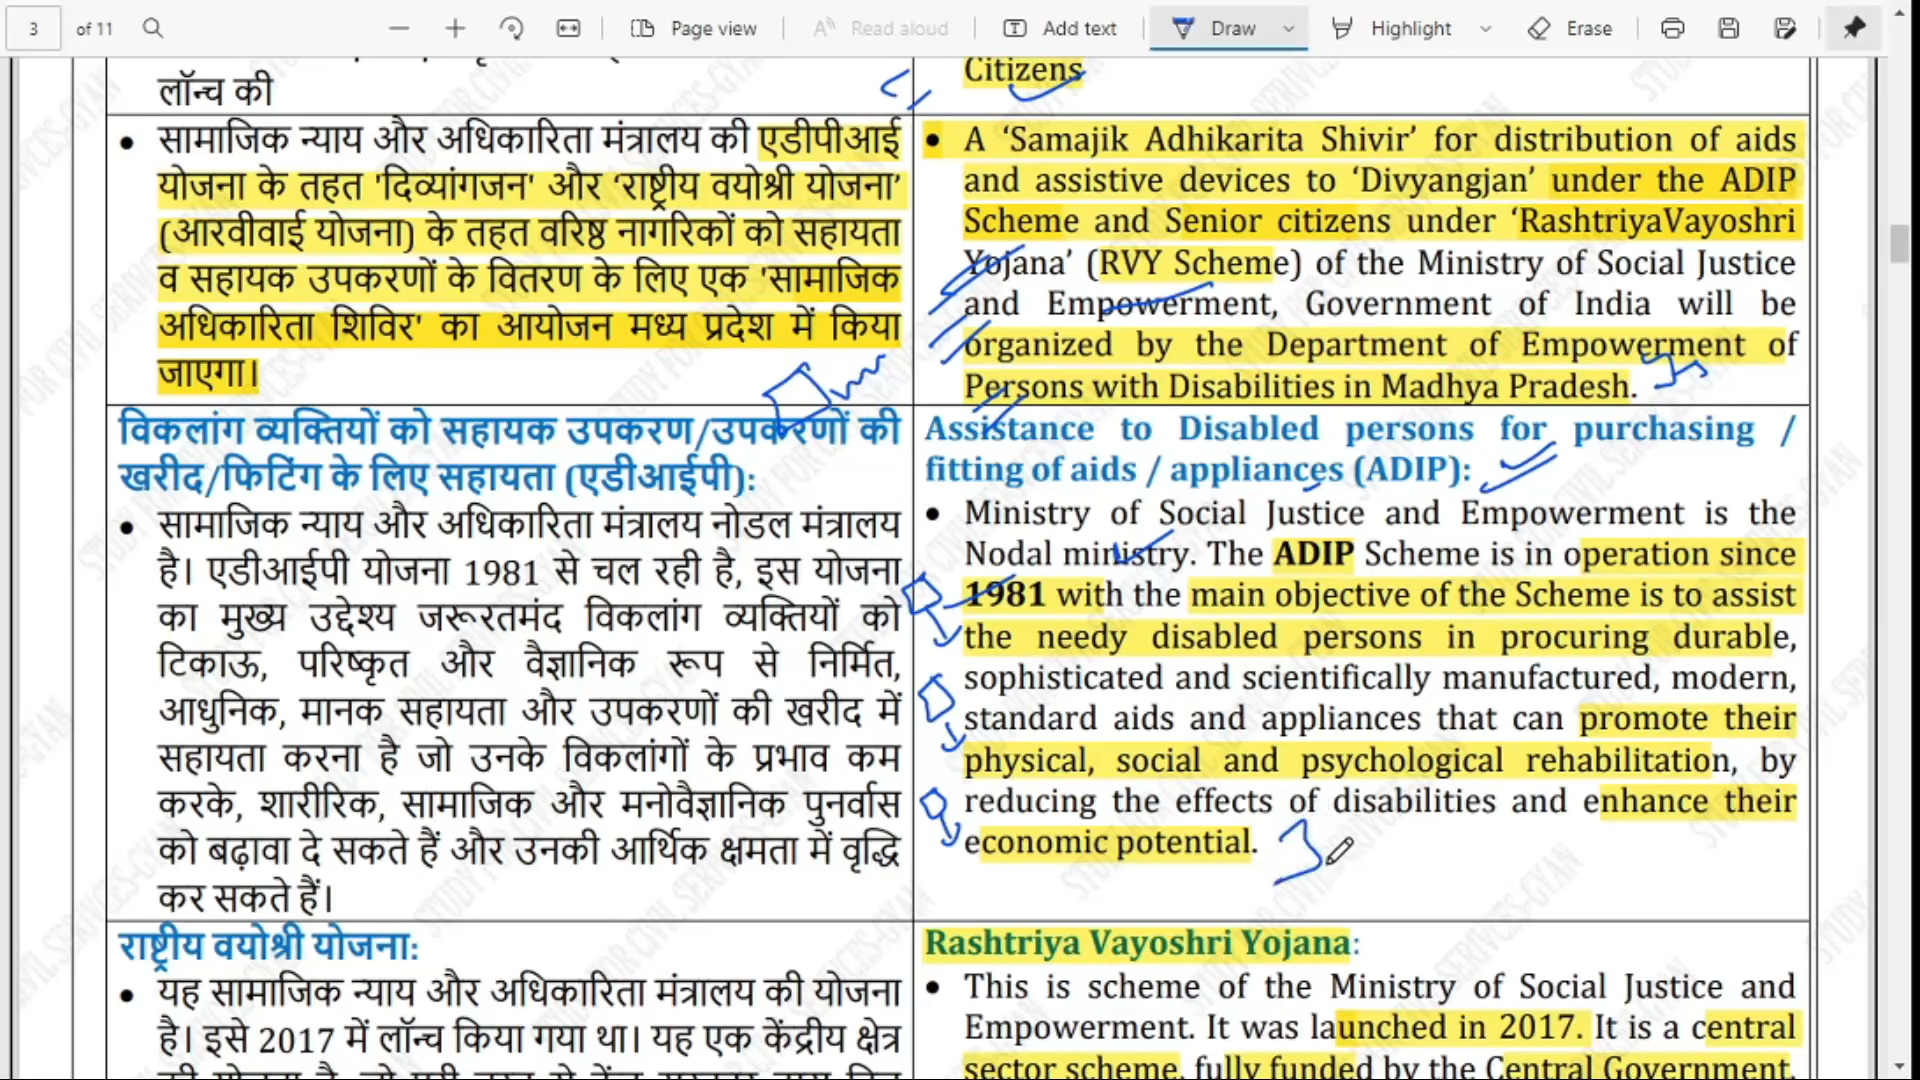 3 of 11 Page view Read aloud Add text Draw Highlight Erase
लॉन्च की
• सामाजिक न्याय और अधिकारिता मंत्रालय की एडीपीआई
योजना के तहत 'दिव्यांगजन' और 'राष्ट्रीय वयोश्री योजना'
(आरवीवाई योजना) के तहत वरिष्ठ नागरिकों को सहायता
व सहायक उपकरणों के वितरण के लिए एक 'सामाजिक
अधिकारिता शिविर' का आयोजन मध्य प्रदेश में किया
जाएगा।
विकलांग व्यक्तियों को सहायक उपकरण/उपकरणों की
खरीद/फिटिंग के लिए सहायता (एडीआईपी):
• सामाजिक न्याय और अधिकारिता मंत्रालय नोडल मंत्रालय
है। एडीआईपी योजना 1981 से चल रही है, इस योजना
का मुख्य उद्देश्य जरूरतमंद विकलांग व्यक्तियों को
टिकाऊ, परिष्कृत और वैज्ञानिक रूप से निर्मित,
आधुनिक, मानक सहायता और उपकरणों की खरीद में
सहायता करना है जो उनके विकलांगों के प्रभाव कम
करके, शारीरिक, सामाजिक और मनोवैज्ञानिक पुनर्वास
को बढ़ावा दे सकते हैं और उनकी आर्थिक क्षमता में वृद्धि
कर सकते हैं।
राष्ट्रीय वयोश्री योजना:
• यह सामाजिक न्याय और अधिकारिता मंत्रालय की योजना
है। इसे 2017 में लॉन्च किया गया था। यह एक केंद्रीय क्षेत्र
Citizens
• A ‘Samajik Adhikarita Shivir’ for distribution of aids
and assistive devices to ‘Divyangjan’ under the ADIP
Scheme and Senior citizens under ‘RashtriyaVayoshri
Yojana’ (RVY Scheme) of the Ministry of Social Justice
and Empowerment, Government of India will be
organized by the Department of Empowerment of
Persons with Disabilities in Madhya Pradesh.
Assistance to Disabled persons for purchasing /
fitting of aids / appliances (ADIP):
• Ministry of Social Justice and Empowerment is the
Nodal ministry. The ADIP Scheme is in operation since
1981 with the main objective of the Scheme is to assist
the needy disabled persons in procuring durable,
sophisticated and scientifically manufactured, modern,
standard aids and appliances that can promote their
physical, social and psychological rehabilitation, by
reducing the effects of disabilities and enhance their
economic potential.
Rashtriya Vayoshri Yojana:
• This is scheme of the Ministry of Social Justice and
Empowerment. It was launched in 2017. It is a central
sector scheme, fully funded by the Central Government.